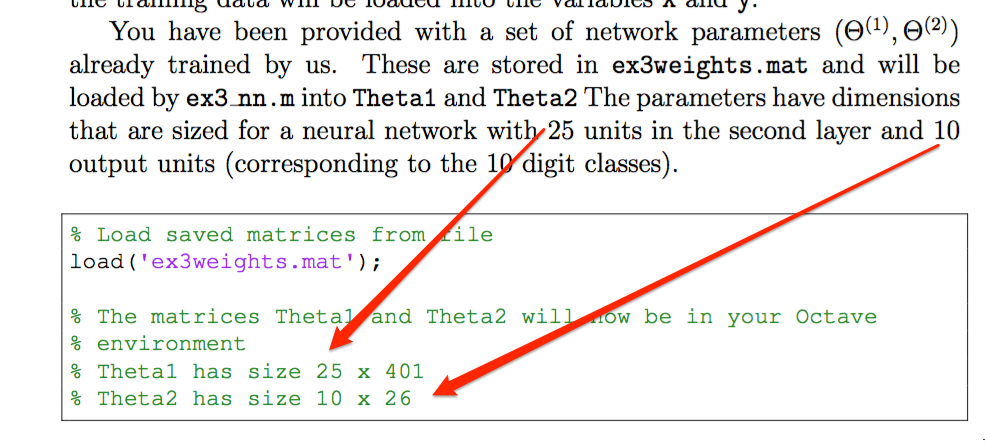 the training data will be loaded into the variables X and y.
You have been provided with a set of network parameters (Θ⁽¹⁾, Θ⁽²⁾)
already trained by us. These are stored in ex3weights.mat and will be
loaded by ex3_nn.m into Theta1 and Theta2 The parameters have dimensions
that are sized for a neural network with 25 units in the second layer and 10
output units (corresponding to the 10 digit classes).
% Load saved matrices from file
load('ex3weights.mat');
% The matrices Theta1 and Theta2 will now be in your Octave
% environment
% Theta1 has size 25 x 401
% Theta2 has size 10 x 26